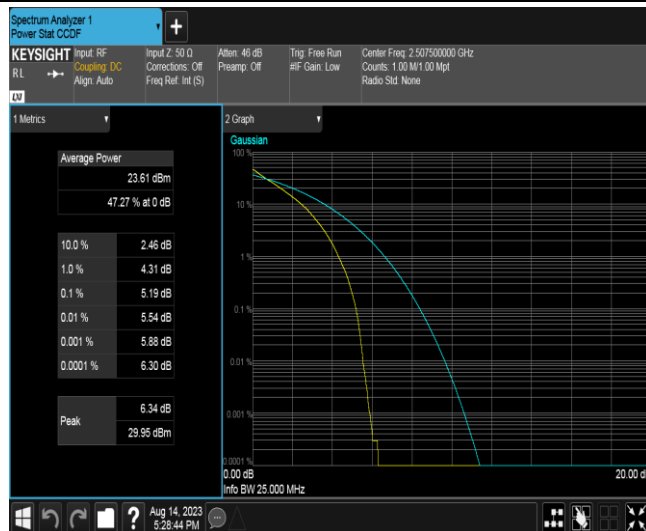 Spectrum Analyzer 1
Power Stat CCDF
+
KEYSIGHT
RL
LXI
Input: RF
Coupling: DC
Align: Auto
Input Z: 50 Ω
Corrections: Off
Freq Ref: Int (S)
Atten: 46 dB
Preamp: Off
Trig: Free Run
#IF Gain: Low
Center Freq: 2.507500000 GHz
Counts: 1.00 M/1.00 Mpt
Radio Std: None
1 Metrics
Average Power
23.61 dBm
47.27 % at 0 dB
10.0 % 2.46 dB
1.0 % 4.31 dB
0.1 % 5.19 dB
0.01 % 5.54 dB
0.001 % 5.88 dB
0.0001 % 6.30 dB
Peak
6.34 dB
29.95 dBm
2 Graph
Gaussian
100 %
10 %
1 %
0.1 %
0.01 %
0.001 %
0.0001 %
0.00 dB
20.00 d
Info BW 25.000 MHz
?
Aug 14, 2023
5:28:44 PM